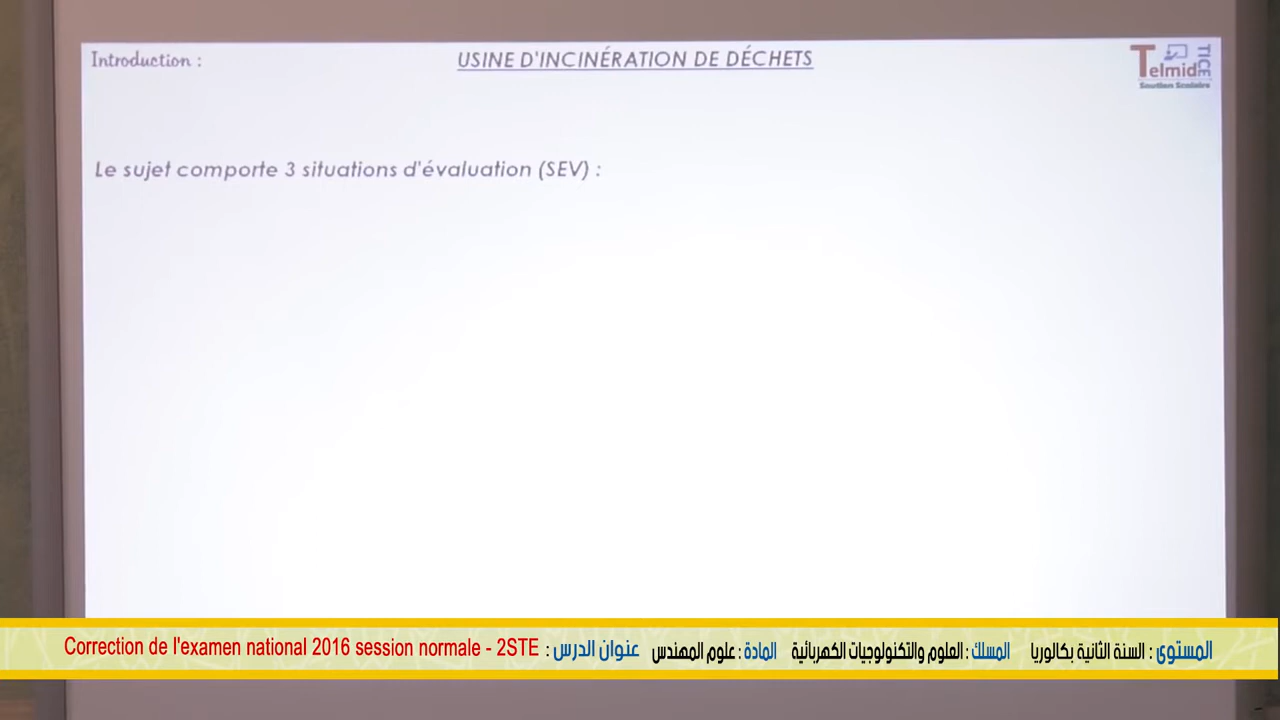 Introduction :
USINE D'INCINÉRATION DE DÉCHETS
Telmid TICE
Soutien Scolaire
Le sujet comporte 3 situations d'évaluation (SEV) :
المستوى : السنة الثانية بكالوريا المسلك : العلوم والتكنولوجيات الكهربائية المادة : علوم المهندس عنوان الدرس : Correction de l'examen national 2016 session normale - 2STE